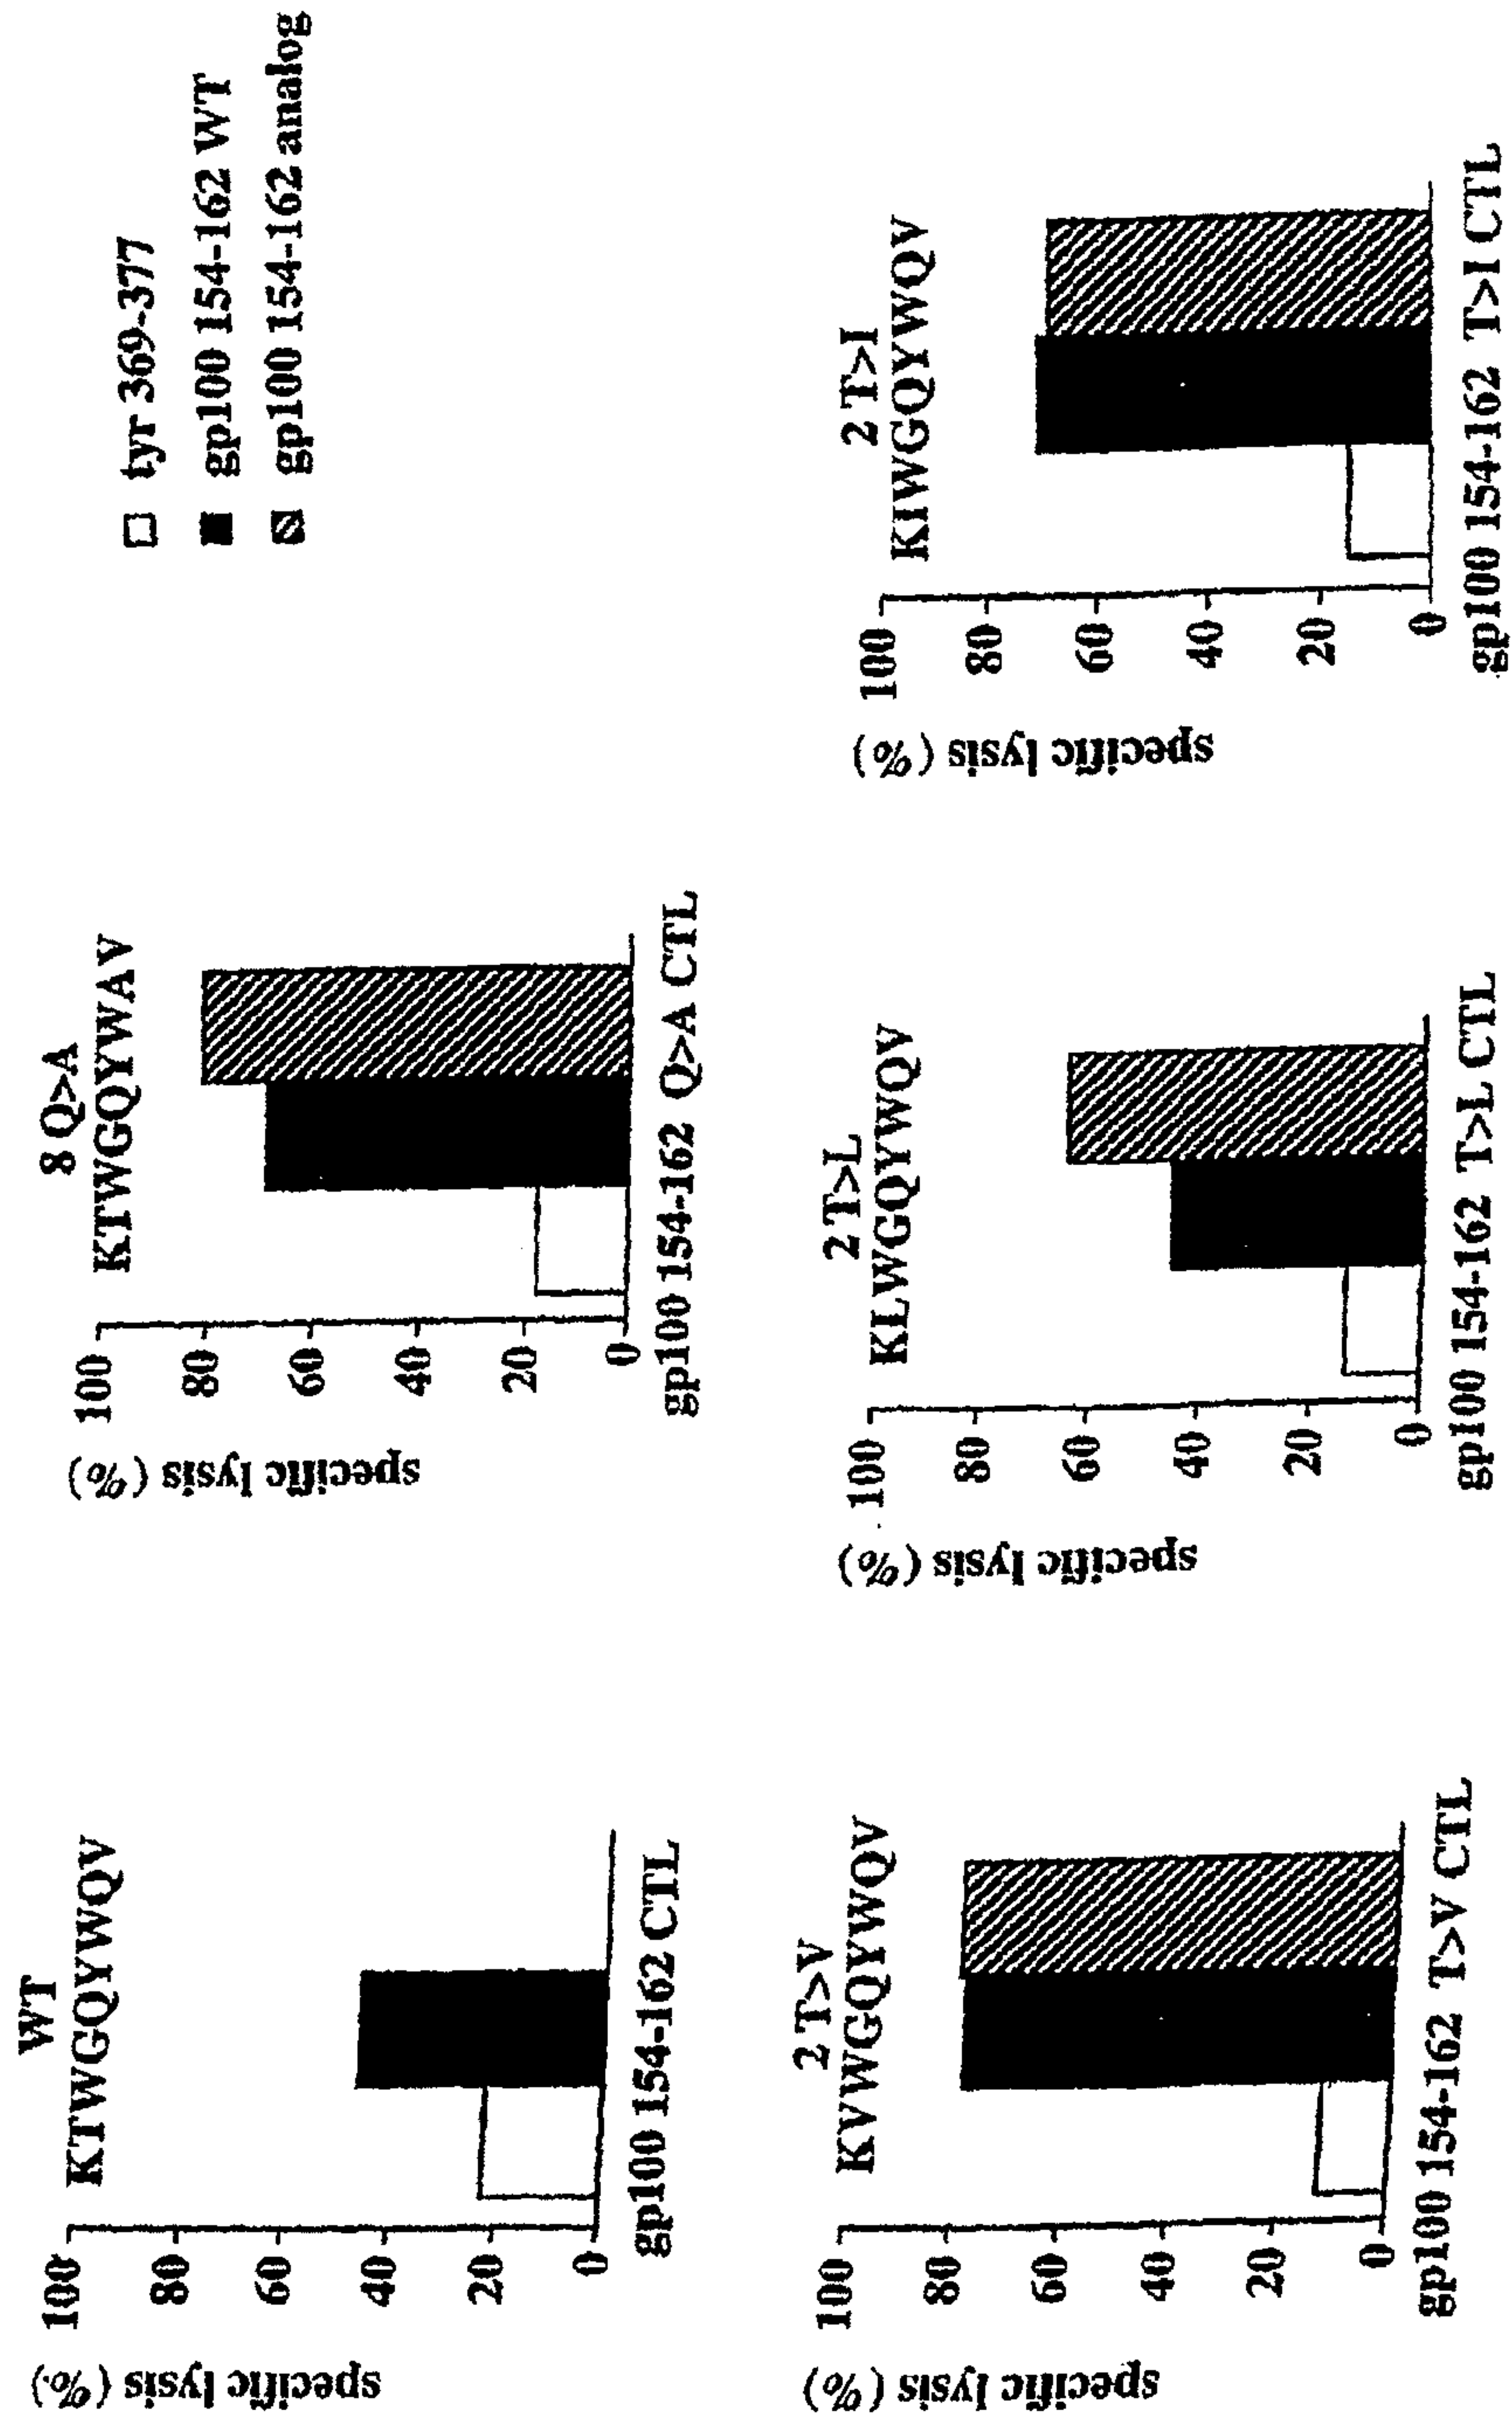 WT
KTWGQYWQV
specific lysis (%)
100
80
60
40
20
0
gp100 154-162 CTL
8 Q>A
KTWGQYWAV
specific lysis (%)
100
80
60
40
20
0
gp100 154-162 Q>A CTL
tyr 369-377
gp100 154-162 WT
gp100 154-162 analog
2 T>V
KVWGQYWQV
specific lysis (%)
100
80
60
40
20
0
gp100 154-162 T>V CTL
2 T>L
KLWGQYWQV
specific lysis (%)
100
80
60
40
20
0
gp100 154-162 T>L CTL
2 T>I
KIWGQYWQV
specific lysis (%)
100
80
60
40
20
0
gp100 154-162 T>I CTL